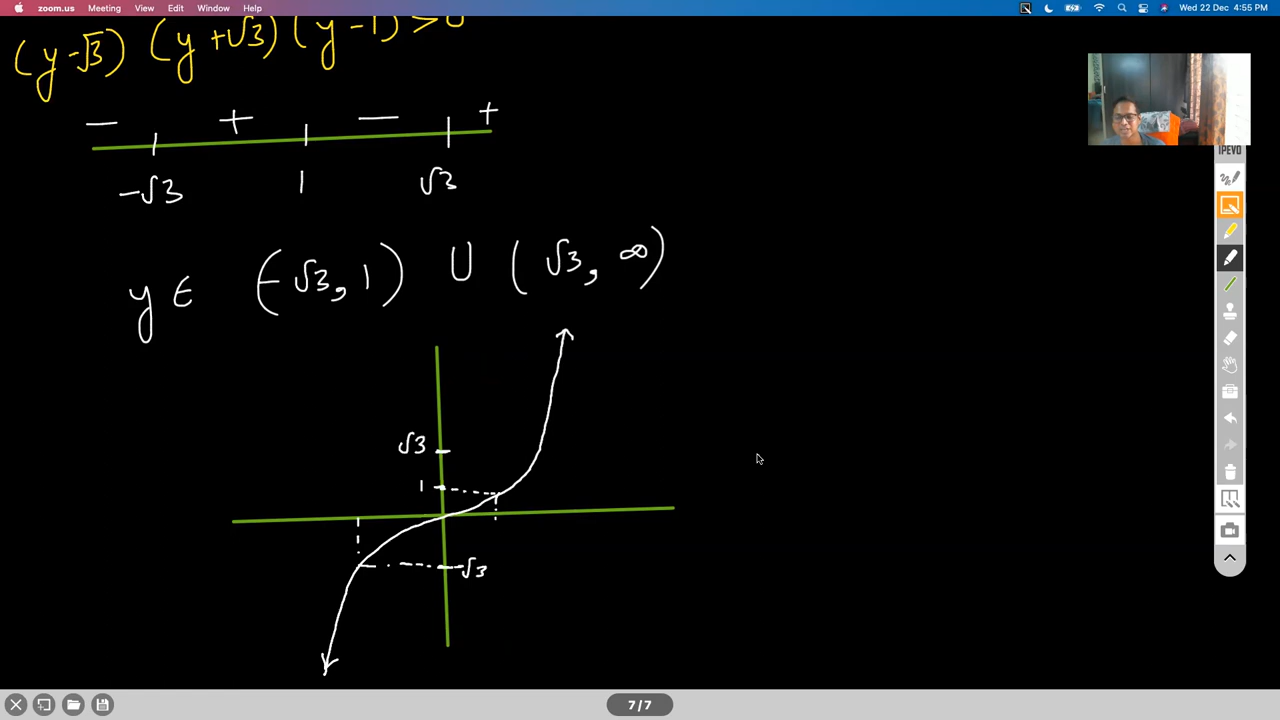 zoom.us Meeting View Edit Window Help Wed 22 Dec 4:55 PM
(y-√3) (y+√3) (y-1) >0
− + − +
-√3 1 √3
IPEVO
y ∈ (-√3, 1) ∪ (√3, ∞)
√3
1
-√3
7/7